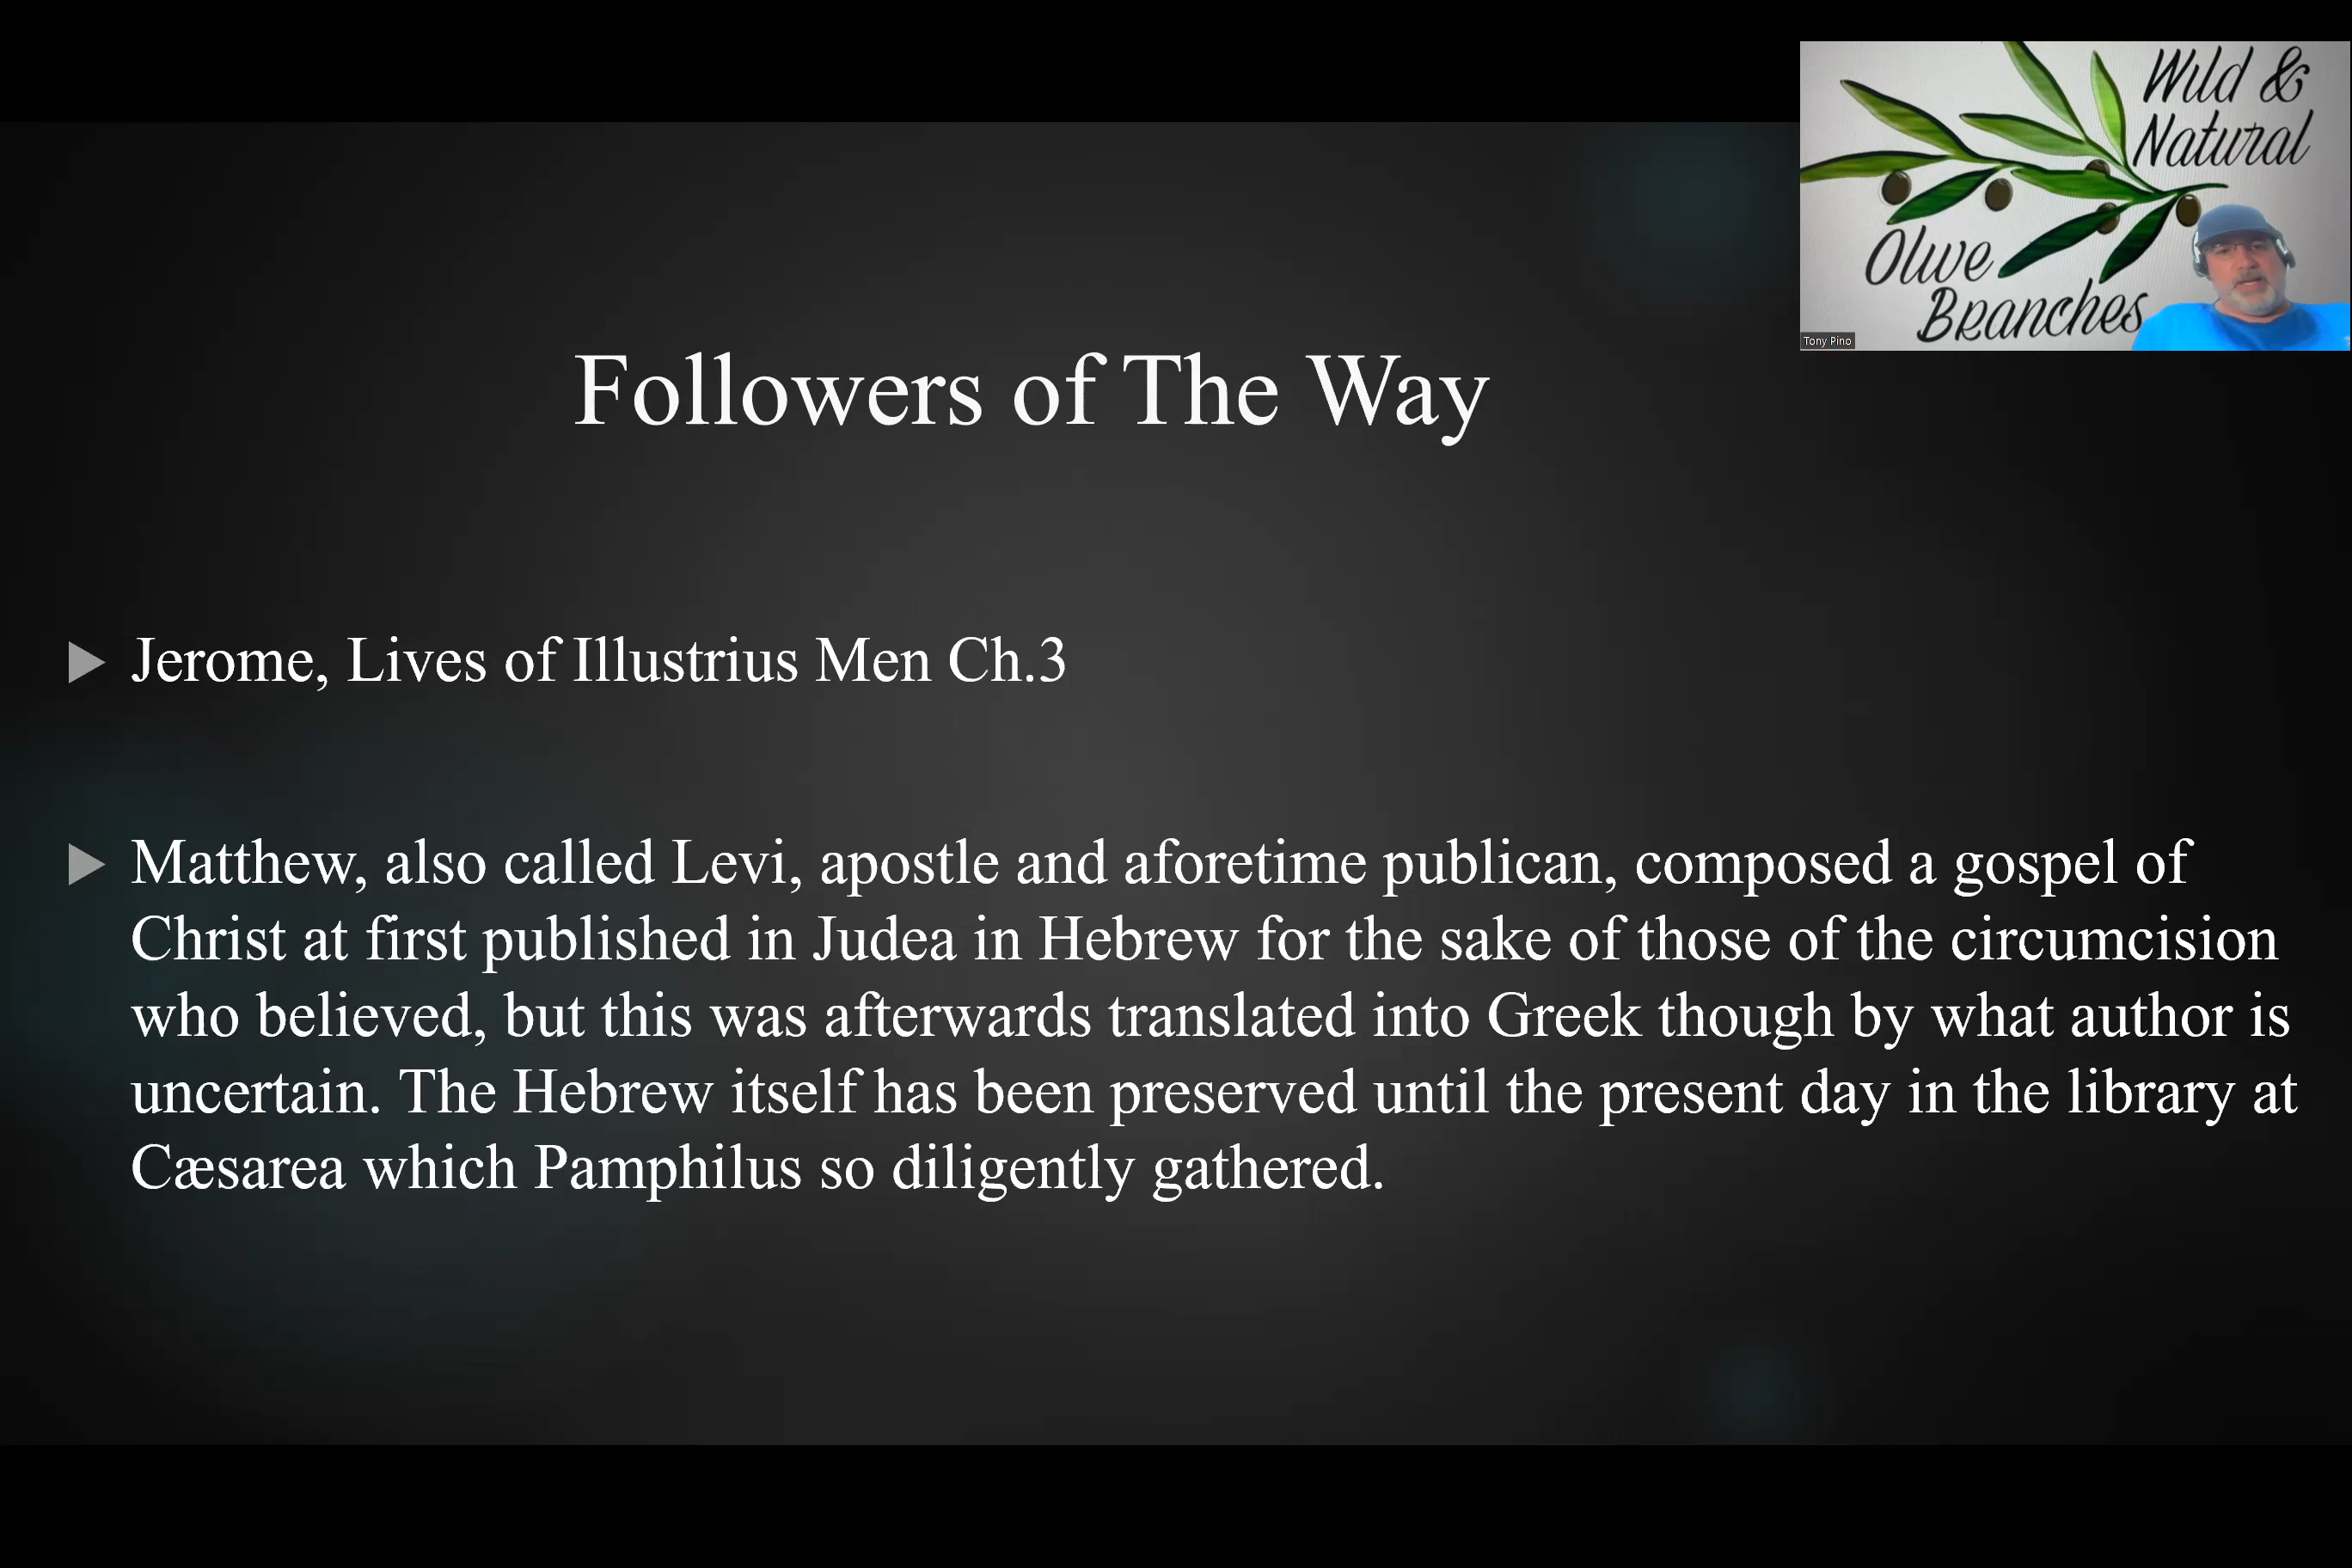 Wild &
Natural
Olive
Branches
Tony Pino
Followers of The Way
Jerome, Lives of Illustrius Men Ch.3
Matthew, also called Levi, apostle and aforetime publican, composed a gospel of
Christ at first published in Judea in Hebrew for the sake of those of the circumcision
who believed, but this was afterwards translated into Greek though by what author is
uncertain. The Hebrew itself has been preserved until the present day in the library at
Cæsarea which Pamphilus so diligently gathered.